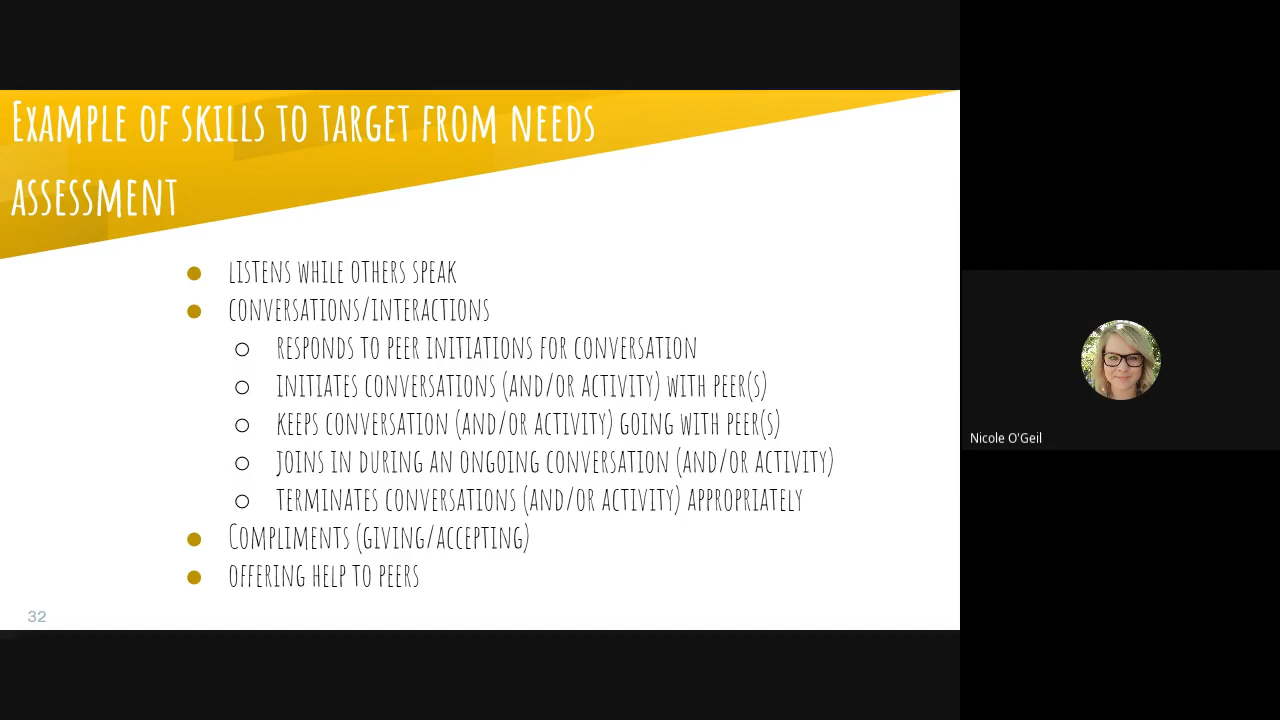 Example of skills to target from needs
assessment
listens while others speak
conversations/interactions
responds to peer initiations for conversation
initiates conversations (and/or activity) with peer(s)
keeps conversation (and/or activity) going with peer(s)
joins in during an ongoing conversation (and/or activity)
terminates conversations (and/or activity) appropriately
Compliments (giving/accepting)
offering help to peers
32
Nicole O'Geil